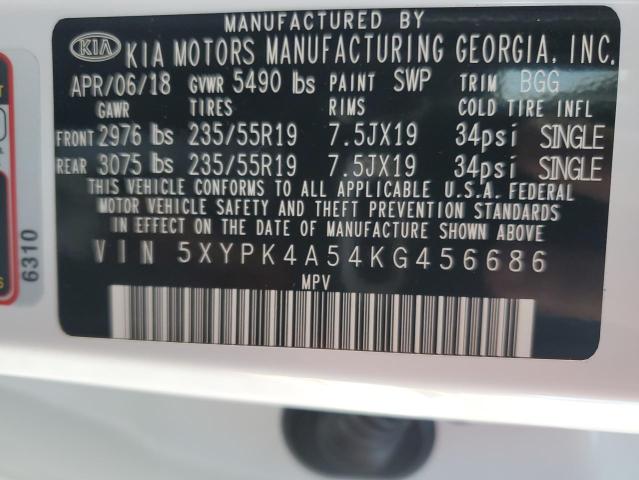 MANUFACTURED BY
KIA KIA MOTORS MANUFACTURING GEORGIA, INC.
APR/06/18 GVWR 5490 lbs PAINT SWP TRIM BGG
GAWR TIRES RIMS COLD TIRE INFL
FRONT 2976 lbs 235/55R19 7.5JX19 34psi SINGLE
REAR 3075 lbs 235/55R19 7.5JX19 34psi SINGLE
THIS VEHICLE CONFORMS TO ALL APPLICABLE U.S.A. FEDERAL
MOTOR VEHICLE SAFETY AND THEFT PREVENTION STANDARDS
IN EFFECT ON THE DATE OF MANUFACTURE SHOWN ABOVE.
VIN 5XYPK4A54KG456686
MPV
6310